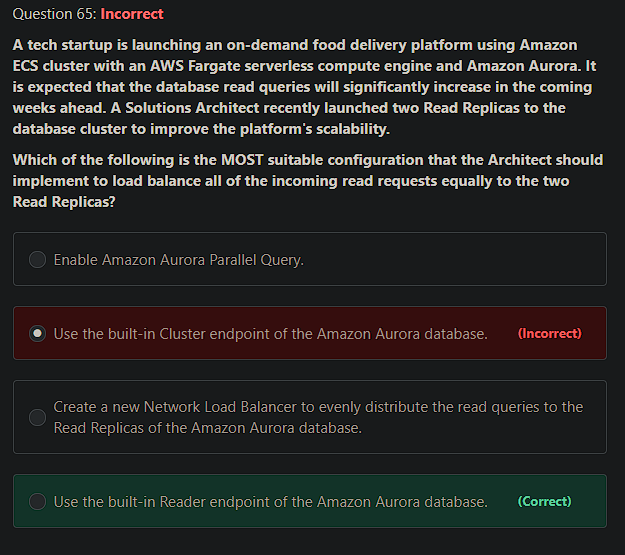 Question 65: Incorrect
A tech startup is launching an on-demand food delivery platform using Amazon
ECS cluster with an AWS Fargate serverless compute engine and Amazon Aurora. It
is expected that the database read queries will significantly increase in the coming
weeks ahead. A Solutions Architect recently launched two Read Replicas to the
database cluster to improve the platform's scalability.
Which of the following is the MOST suitable configuration that the Architect should
implement to load balance all of the incoming read requests equally to the two
Read Replicas?
Enable Amazon Aurora Parallel Query.
Use the built-in Cluster endpoint of the Amazon Aurora database. (Incorrect)
Create a new Network Load Balancer to evenly distribute the read queries to the
Read Replicas of the Amazon Aurora database.
Use the built-in Reader endpoint of the Amazon Aurora database. (Correct)